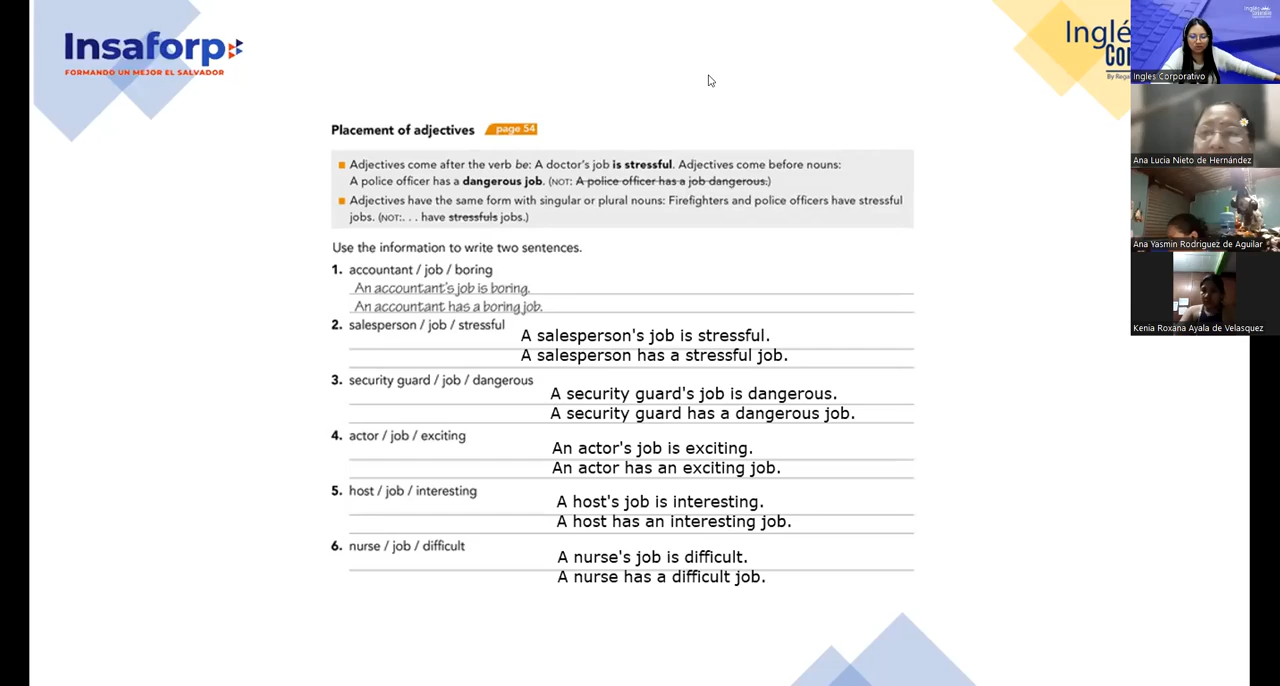 Insaforp
FORMANDO UN MEJOR EL SALVADOR
Inglé
Cor
Placement of adjectives page 54
Adjectives come after the verb be: A doctor's job is stressful. Adjectives come before nouns:
A police officer has a dangerous job. (NOT: A police officer has a job dangerous.)
Adjectives have the same form with singular or plural nouns: Firefighters and police officers have stressful
jobs. (NOT:. . . have stressfuls jobs.)
Use the information to write two sentences.
1. accountant / job / boring
An accountant's job is boring.
An accountant has a boring job.
2. salesperson / job / stressful
A salesperson's job is stressful.
A salesperson has a stressful job.
3. security guard / job / dangerous
A security guard's job is dangerous.
A security guard has a dangerous job.
4. actor / job / exciting
An actor's job is exciting.
An actor has an exciting job.
5. host / job / interesting
A host's job is interesting.
A host has an interesting job.
6. nurse / job / difficult
A nurse's job is difficult.
A nurse has a difficult job.
Ingles Corporativo
Ana Lucia Nieto de Hernández
Ana Yasmin Rodriguez de Aguilar
Kenia Roxana Ayala de Velasquez